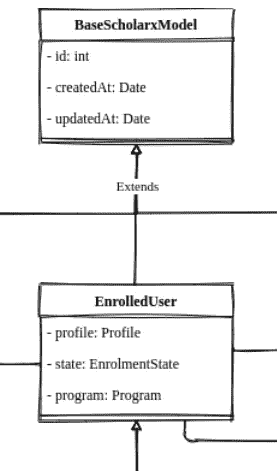 BaseScholarxModel
- id: int
- createdAt: Date
- updatedAt: Date
Extends
EnrolledUser
- profile: Profile
- state: EnrolmentState
- program: Program